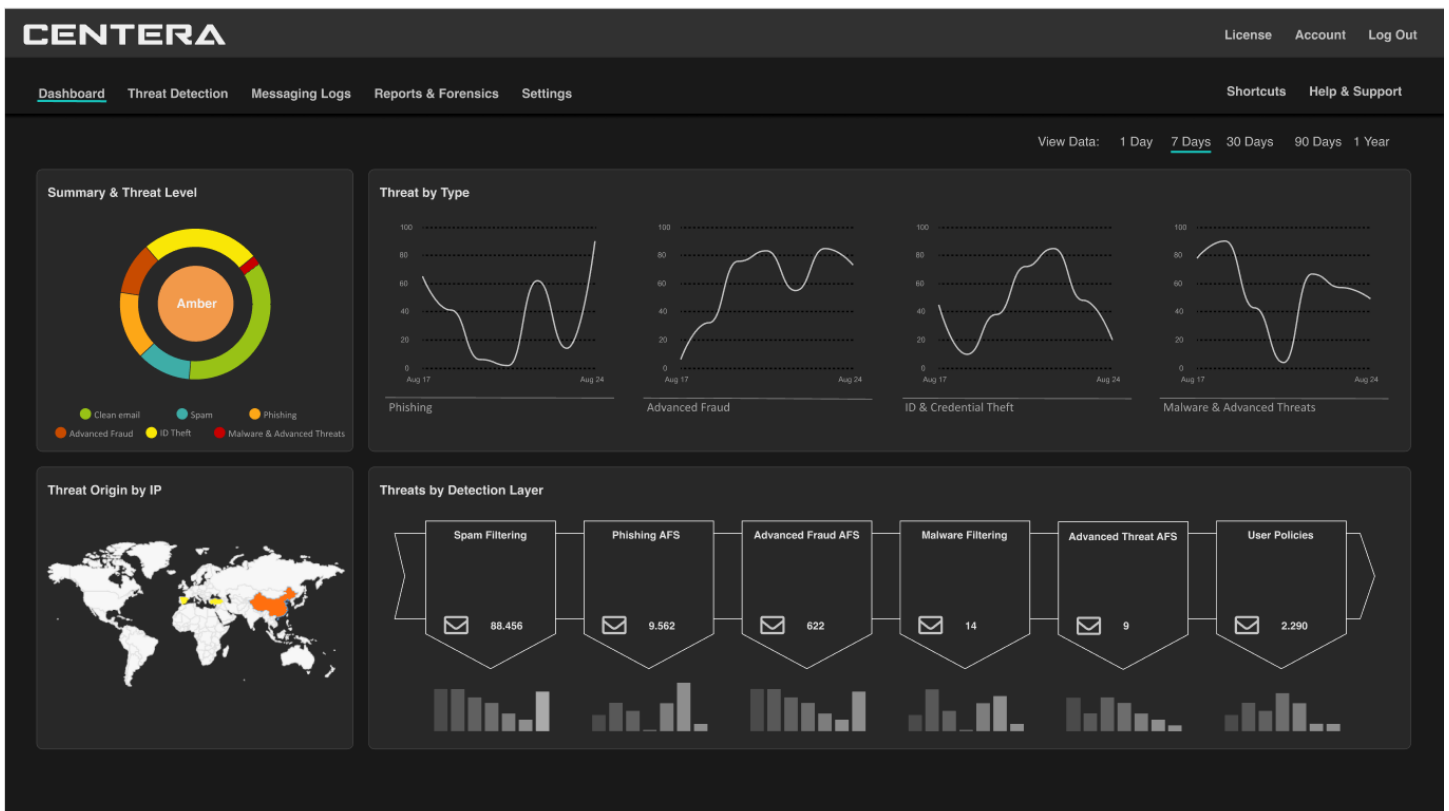 CENTERA
License Account Log Out
Dashboard Threat Detection Messaging Logs Reports & Forensics Settings
Shortcuts Help & Support
View Data: 1 Day 7 Days 30 Days 90 Days 1 Year
Summary & Threat Level
Amber
Clean email Spam Phishing
Advanced Fraud ID Theft Malware & Advanced Threats
Threat by Type
100
80
60
40
20
0
Aug 17 Aug 24
Phishing
100
80
60
40
20
0
Aug 17 Aug 24
Advanced Fraud
100
80
60
40
20
0
Aug 17 Aug 24
ID & Credential Theft
100
80
60
40
20
0
Aug 17 Aug 24
Malware & Advanced Threats
Threat Origin by IP
Threats by Detection Layer
Spam Filtering
88.456
Phishing AFS
9.562
Advanced Fraud AFS
622
Malware Filtering
14
Advanced Threat AFS
9
User Policies
2.290